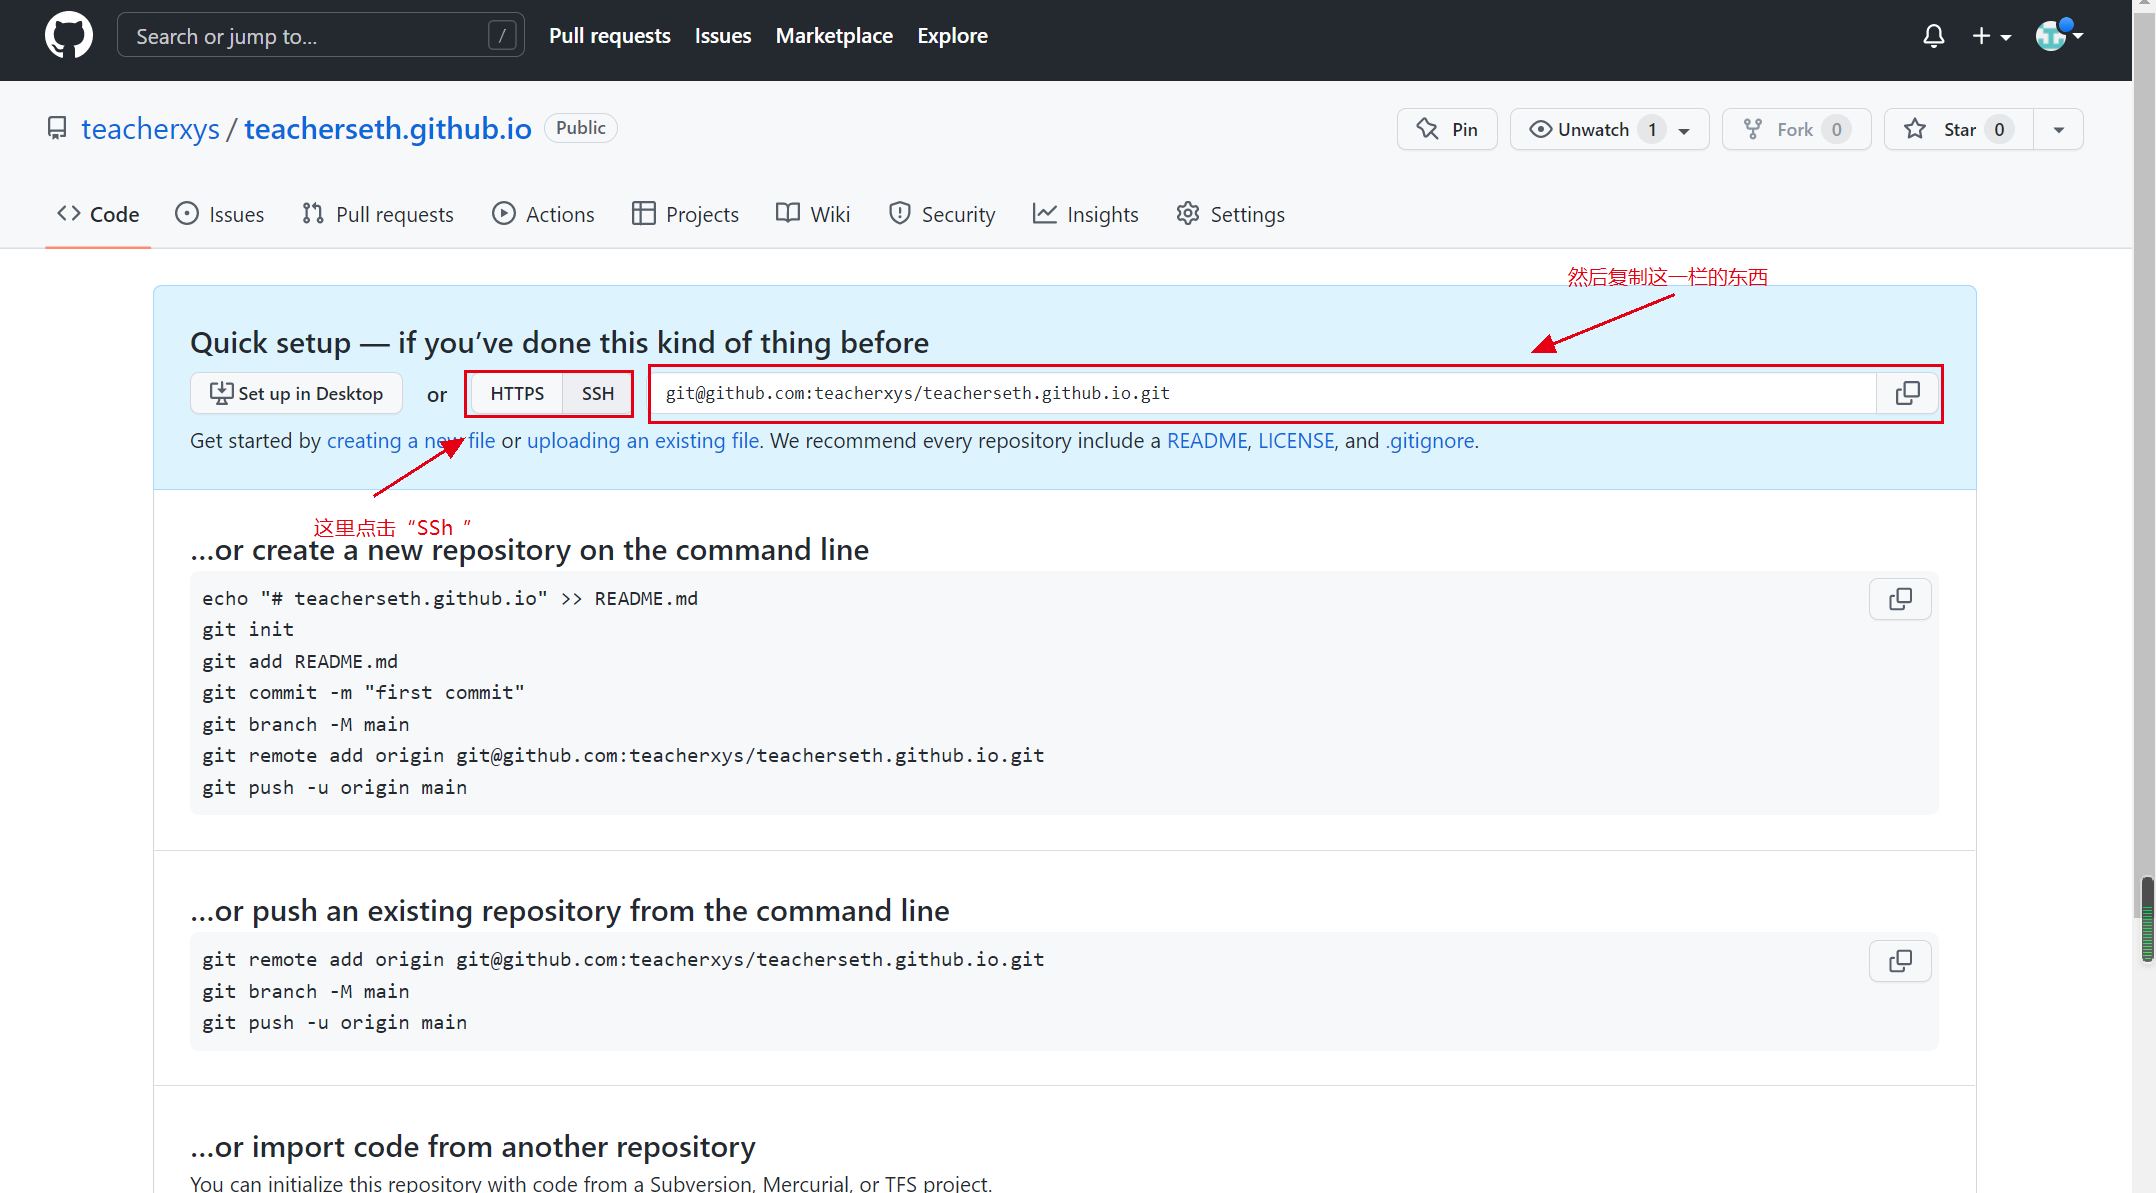 Search or jump to... /
Pull requests Issues Marketplace Explore
teacherxys / teacherseth.github.io Public
Pin Unwatch 1 Fork 0 Star 0
Code Issues Pull requests Actions Projects Wiki Security Insights Settings
然后复制这一栏的东西
Quick setup — if you’ve done this kind of thing before
Set up in Desktop or HTTPS SSH git@github.com:teacherxys/teacherseth.github.io.git
Get started by creating a new file or uploading an existing file. We recommend every repository include a README, LICENSE, and .gitignore.
这里点击“SSh ”
…or create a new repository on the command line
echo "# teacherseth.github.io" >> README.md
git init
git add README.md
git commit -m "first commit"
git branch -M main
git remote add origin git@github.com:teacherxys/teacherseth.github.io.git
git push -u origin main
…or push an existing repository from the command line
git remote add origin git@github.com:teacherxys/teacherseth.github.io.git
git branch -M main
git push -u origin main
…or import code from another repository
You can initialize this repository with code from a Subversion, Mercurial, or TFS project.